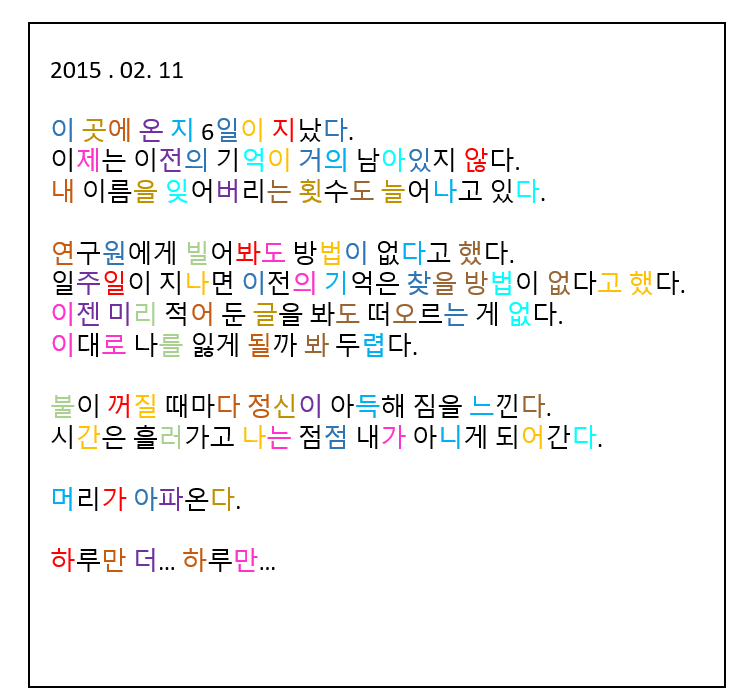 2015 . 02. 11
이 곳에 온 지 6일이 지났다.
이제는 이전의 기억이 거의 남아있지 않다.
내 이름을 잊어버리는 횟수도 늘어나고 있다.
연구원에게 빌어봐도 방법이 없다고 했다.
일주일이 지나면 이전의 기억은 찾을 방법이 없다고 했다.
이젠 미리 적어 둔 글을 봐도 떠오르는 게 없다.
이대로 나를 잃게 될까 봐 두렵다.
불이 꺼질 때마다 정신이 아득해 짐을 느낀다.
시간은 흘러가고 나는 점점 내가 아니게 되어간다.
머리가 아파온다.
하루만 더... 하루만...